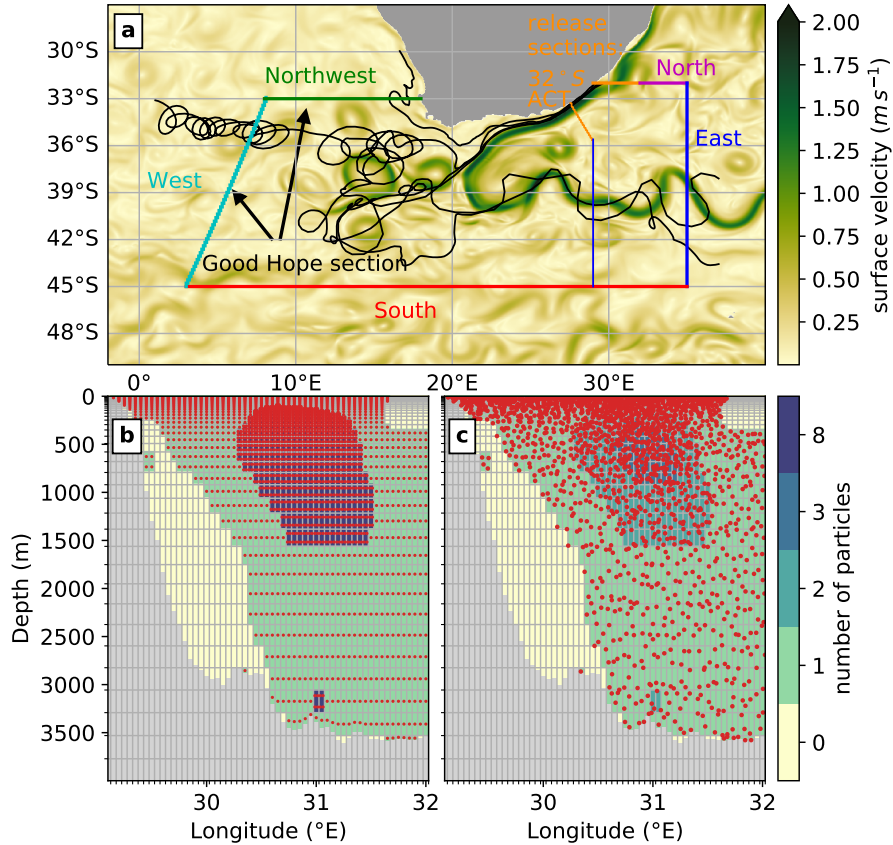 a
30°S
33°S
36°S
39°S
42°S
45°S
48°S
0°
10°E
20°E
30°E
Northwest
West
Good Hope section
South
release
sections:
32°S
ACT
North
East
2.00
1.75
1.50
1.25
1.00
0.75
0.50
0.25
surface velocity (m s⁻¹)
b
0
500
1000
1500
2000
2500
3000
3500
Depth (m)
30
31
32
Longitude (°E)
c
30
31
32
Longitude (°E)
8
3
2
1
0
number of particles